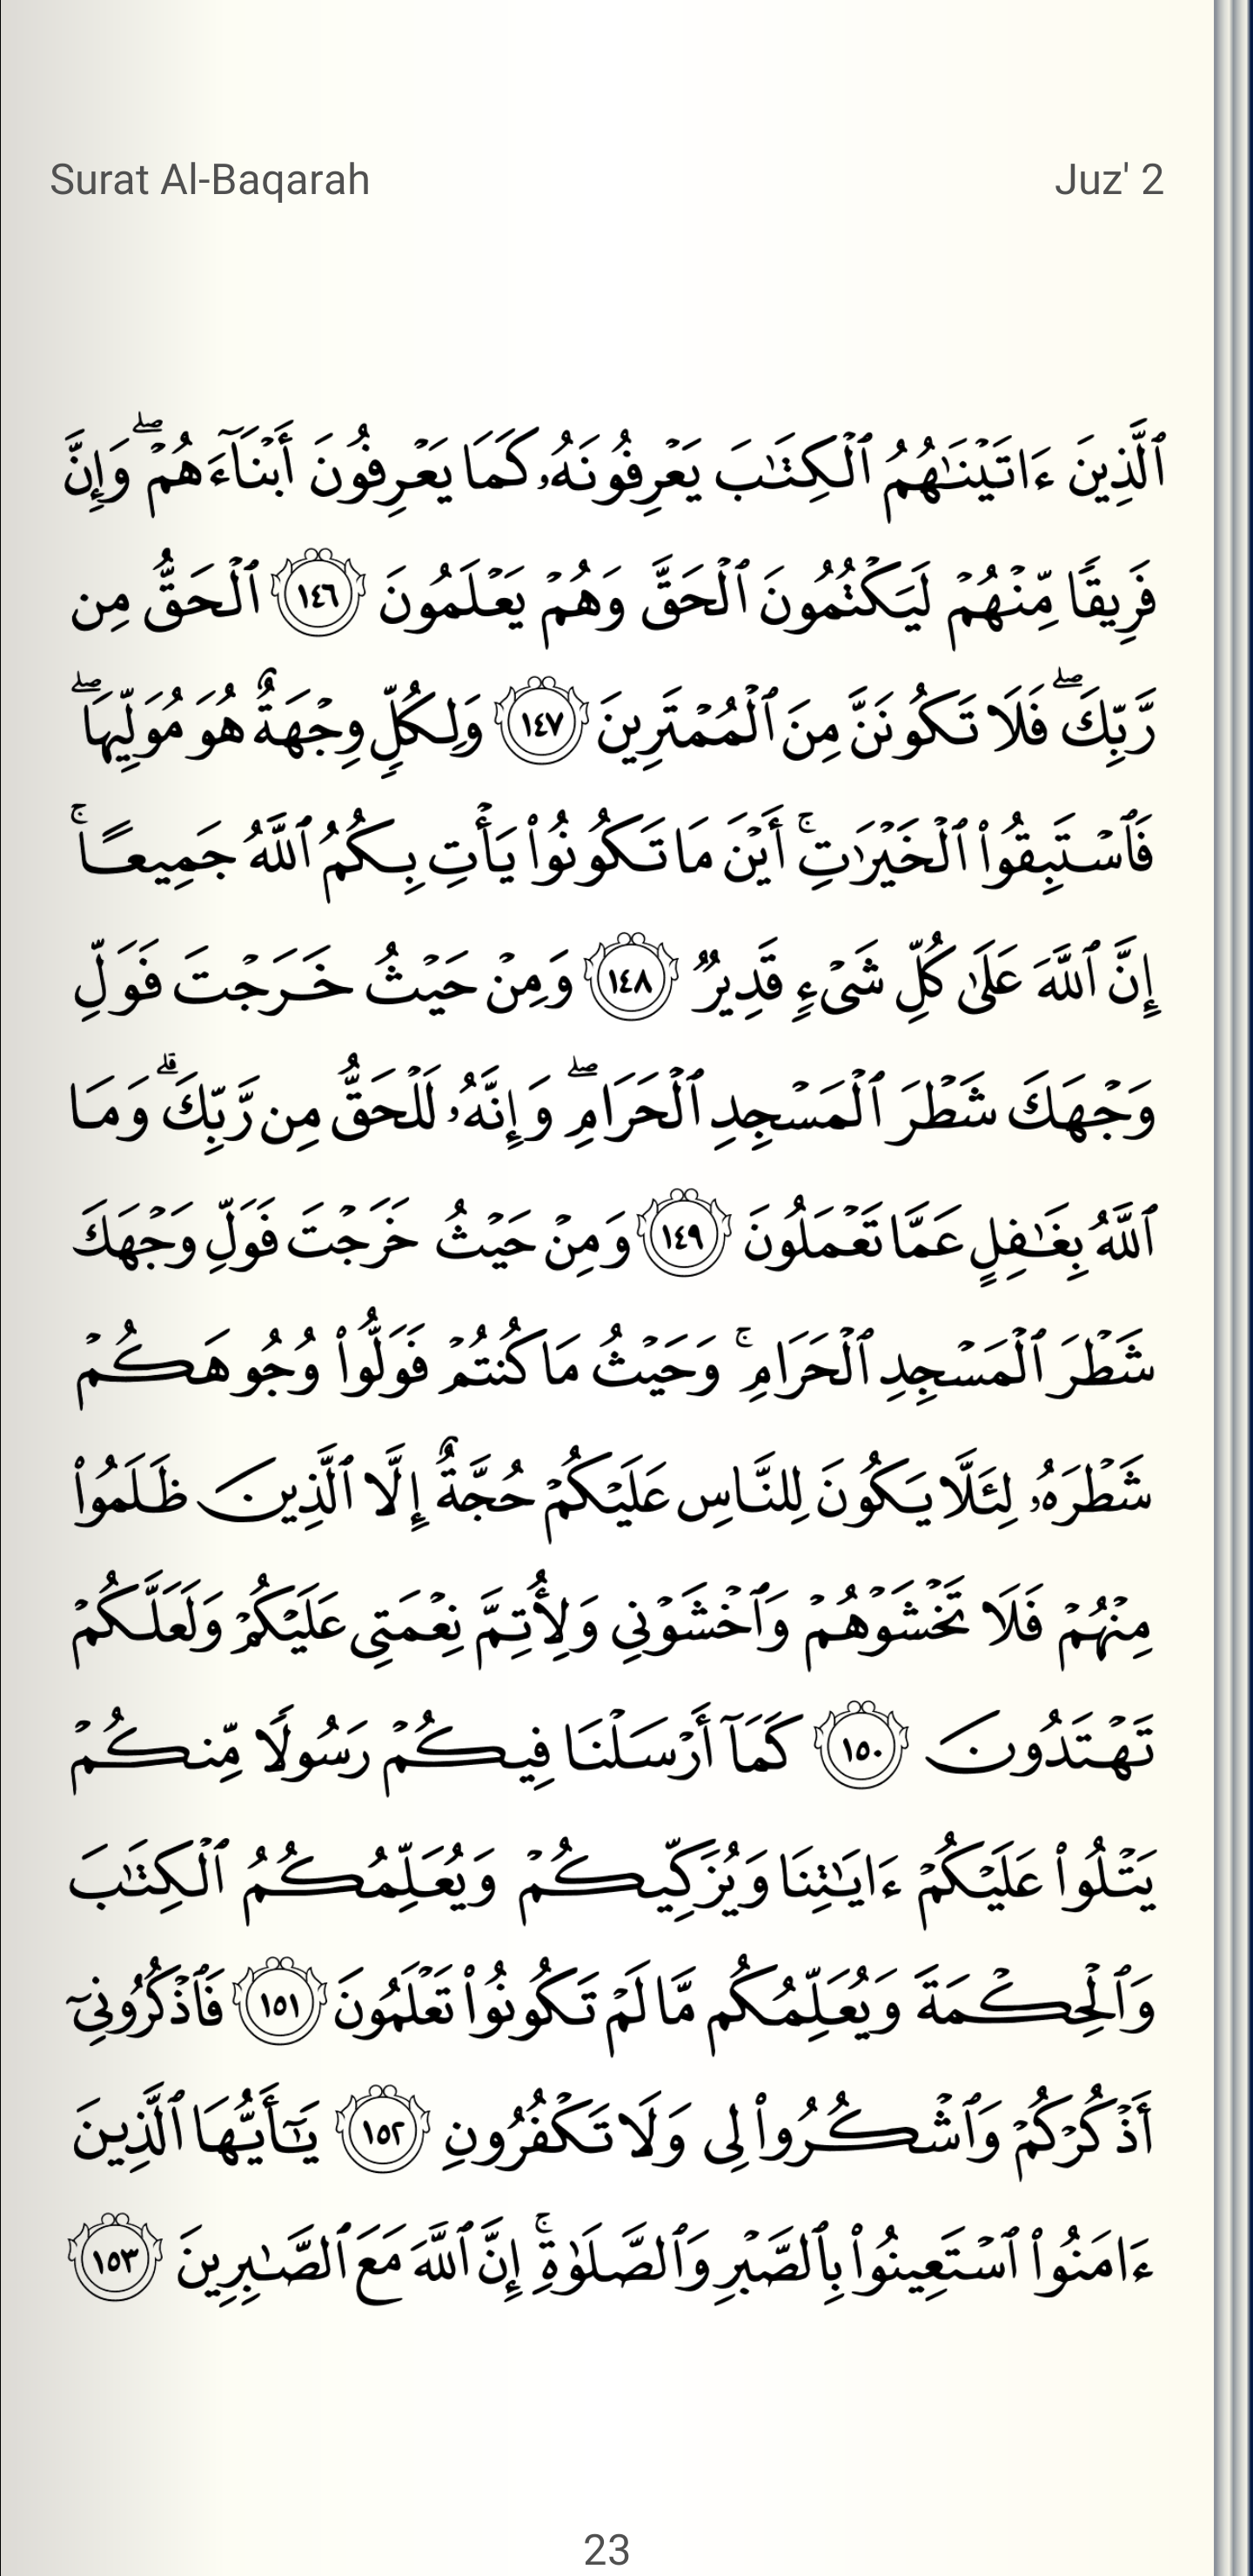 Surat Al-Baqarah
Juz' 2
ٱلَّذِينَ ءَاتَيْنَٰهُمُ ٱلْكِتَٰبَ يَعْرِفُونَهُۥ كَمَا يَعْرِفُونَ أَبْنَآءَهُمْ ۖ وَإِنَّ
فَرِيقًا مِّنْهُمْ لَيَكْتُمُونَ ٱلْحَقَّ وَهُمْ يَعْلَمُونَ ١٤٦ ٱلْحَقُّ مِن
رَّبِّكَ ۖ فَلَا تَكُونَنَّ مِنَ ٱلْمُمْتَرِينَ ١٤٧ وَلِكُلٍّ وِجْهَةٌ هُوَ مُوَلِّيهَا ۖ
فَٱسْتَبِقُوا۟ ٱلْخَيْرَٰتِ ۚ أَيْنَ مَا تَكُونُوا۟ يَأْتِ بِكُمُ ٱللَّهُ جَمِيعًا ۚ
إِنَّ ٱللَّهَ عَلَىٰ كُلِّ شَىْءٍ قَدِيرٌ ١٤٨ وَمِنْ حَيْثُ خَرَجْتَ فَوَلِّ
وَجْهَكَ شَطْرَ ٱلْمَسْجِدِ ٱلْحَرَامِ ۖ وَإِنَّهُۥ لَلْحَقُّ مِن رَّبِّكَ ۗ وَمَا
ٱللَّهُ بِغَٰفِلٍ عَمَّا تَعْمَلُونَ ١٤٩ وَمِنْ حَيْثُ خَرَجْتَ فَوَلِّ وَجْهَكَ
شَطْرَ ٱلْمَسْجِدِ ٱلْحَرَامِ ۚ وَحَيْثُ مَا كُنتُمْ فَوَلُّوا۟ وُجُوهَكُمْ
شَطْرَهُۥ لِئَلَّا يَكُونَ لِلنَّاسِ عَلَيْكُمْ حُجَّةٌ إِلَّا ٱلَّذِينَ ظَلَمُوا۟
مِنْهُمْ فَلَا تَخْشَوْهُمْ وَٱخْشَوْنِى وَلِأُتِمَّ نِعْمَتِى عَلَيْكُمْ وَلَعَلَّكُمْ
تَهْتَدُونَ ١٥٠ كَمَآ أَرْسَلْنَا فِيكُمْ رَسُولًا مِّنكُمْ
يَتْلُوا۟ عَلَيْكُمْ ءَايَٰتِنَا وَيُزَكِّيكُمْ وَيُعَلِّمُكُمُ ٱلْكِتَٰبَ
وَٱلْحِكْمَةَ وَيُعَلِّمُكُم مَّا لَمْ تَكُونُوا۟ تَعْلَمُونَ ١٥١ فَٱذْكُرُونِىٓ
أَذْكُرْكُمْ وَٱشْكُرُوا۟ لِى وَلَا تَكْفُرُونِ ١٥٢ يَٰٓأَيُّهَا ٱلَّذِينَ
ءَامَنُوا۟ ٱسْتَعِينُوا۟ بِٱلصَّبْرِ وَٱلصَّلَوٰةِ ۚ إِنَّ ٱللَّهَ مَعَ ٱلصَّٰبِرِينَ ١٥٣
23